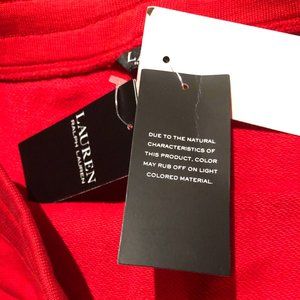 LAUREN
RALPH LAUREN
DUE TO THE NATURAL
CHARACTERISTICS OF
THIS PRODUCT, COLOR
MAY RUB OFF ON LIGHT
COLORED MATERIAL.